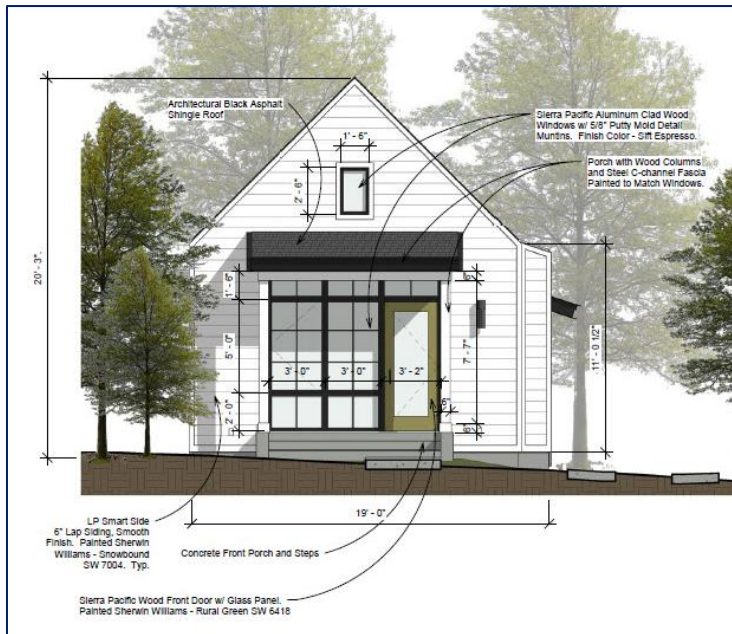 Architectural Black Asphalt
Shingle Roof
1' - 6"
2' - 6"
Sierra Pacific Aluminum Clad Wood
Windows w/ 5/8" Putty Mold Detail
Muntins.  Finish Color - Sift Espresso.
Porch with Wood Columns
and Steel C-channel Fascia
Painted to Match Windows.
20' - 3".
1' - 6"
5' - 0"
2' - 0"
3' - 0"
3' - 0"
3' - 2"
7' - 7"
6"
6"
11' - 0 1/2"
19' - 0"
LP Smart Side
6" Lap Siding, Smooth
Finish.  Painted Sherwin
Williams - Snowbound
SW 7004.  Typ.
Concrete Front Porch and Steps
Sierra Pacific Wood Front Door w/ Glass Panel.
Painted Sherwin Williams - Rural Green SW 6418